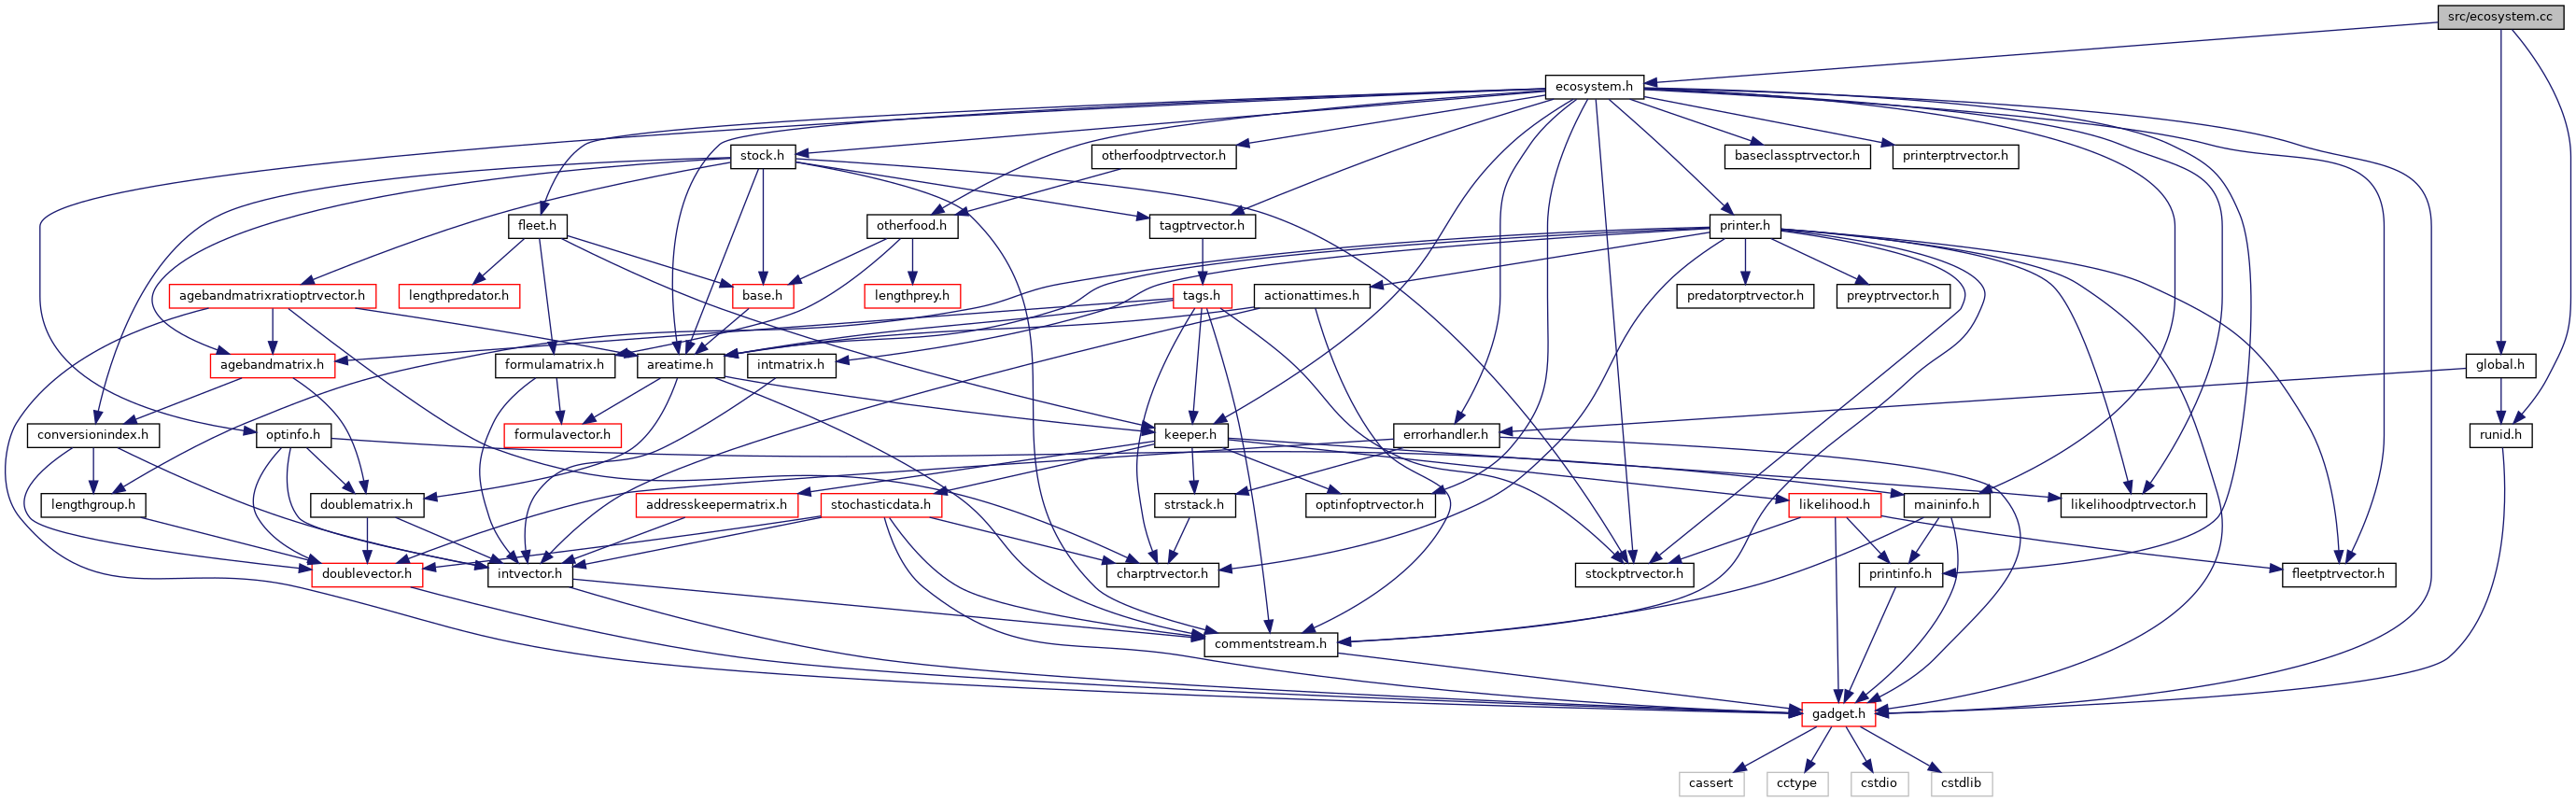 src/ecosystem.cc
ecosystem.h
stock.h
otherfoodptrvector.h
baseclassptrvector.h
printerptrvector.h
fleet.h
otherfood.h
tagptrvector.h
printer.h
agebandmatrixratioptrvector.h
lengthpredator.h
base.h
lengthprey.h
tags.h
actionattimes.h
predatorptrvector.h
preyptrvector.h
agebandmatrix.h
formulamatrix.h
areatime.h
intmatrix.h
global.h
conversionindex.h
optinfo.h
formulavector.h
keeper.h
errorhandler.h
runid.h
lengthgroup.h
doublematrix.h
addresskeepermatrix.h
stochasticdata.h
strstack.h
optinfoptrvector.h
likelihood.h
maininfo.h
likelihoodptrvector.h
doublevector.h
intvector.h
charptrvector.h
stockptrvector.h
printinfo.h
fleetptrvector.h
commentstream.h
gadget.h
cassert
cctype
cstdio
cstdlib